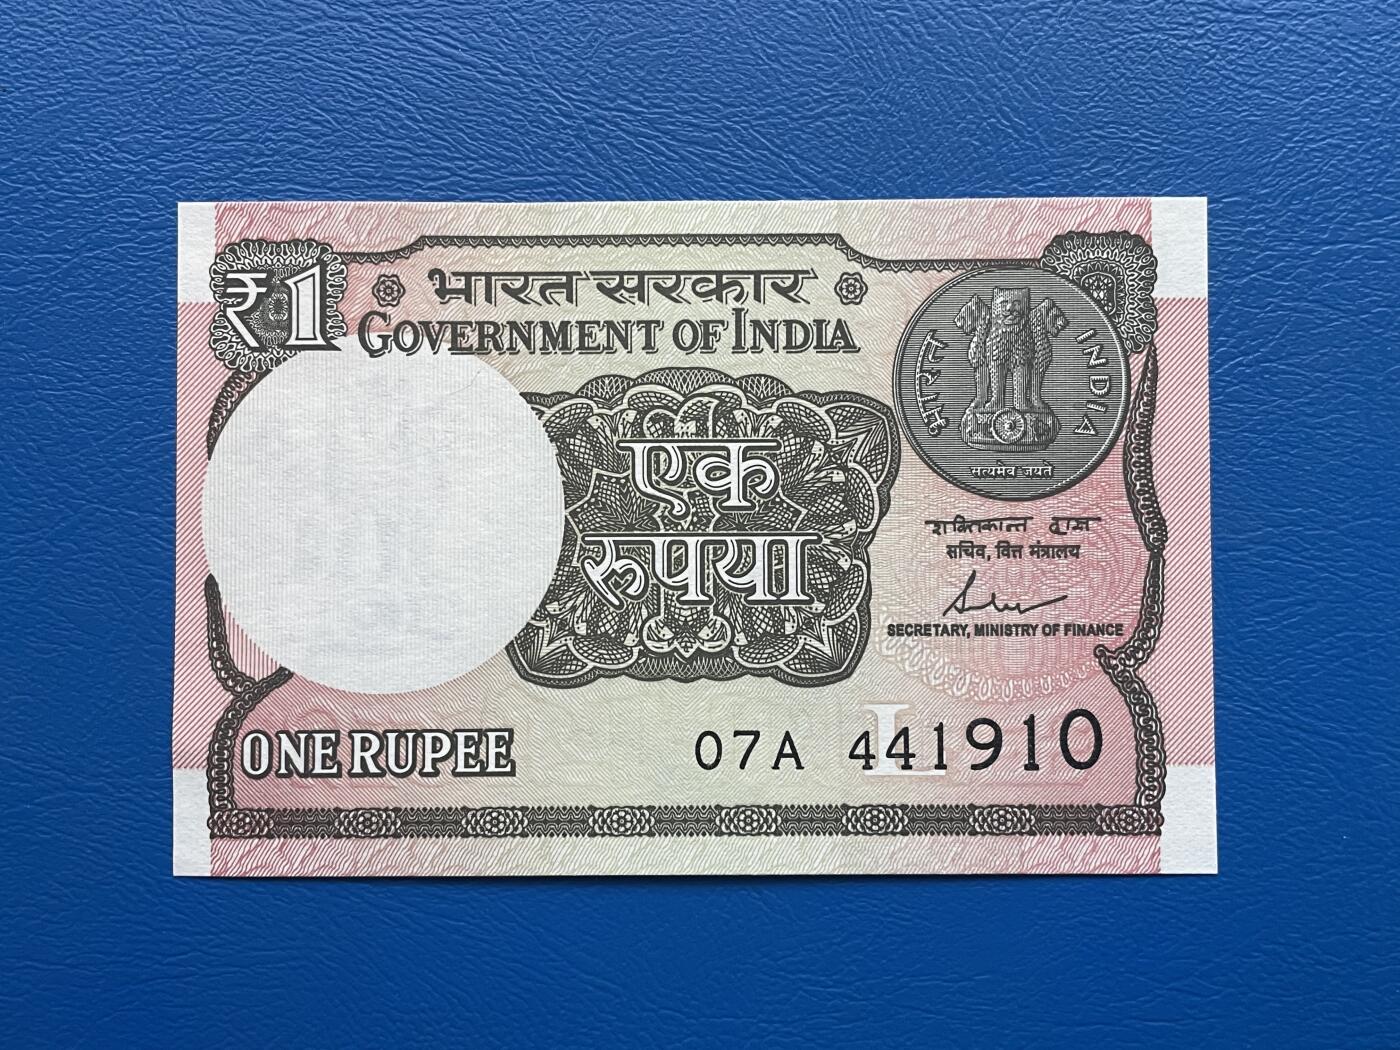 ₹1
भारत सरकार
GOVERNMENT OF INDIA
एक
रुपया
भारत
INDIA
सत्यमेव जयते
शक्तिकान्त दास
सचिव, वित्त मंत्रालय
SECRETARY, MINISTRY OF FINANCE
L
ONE RUPEE
07A 441910